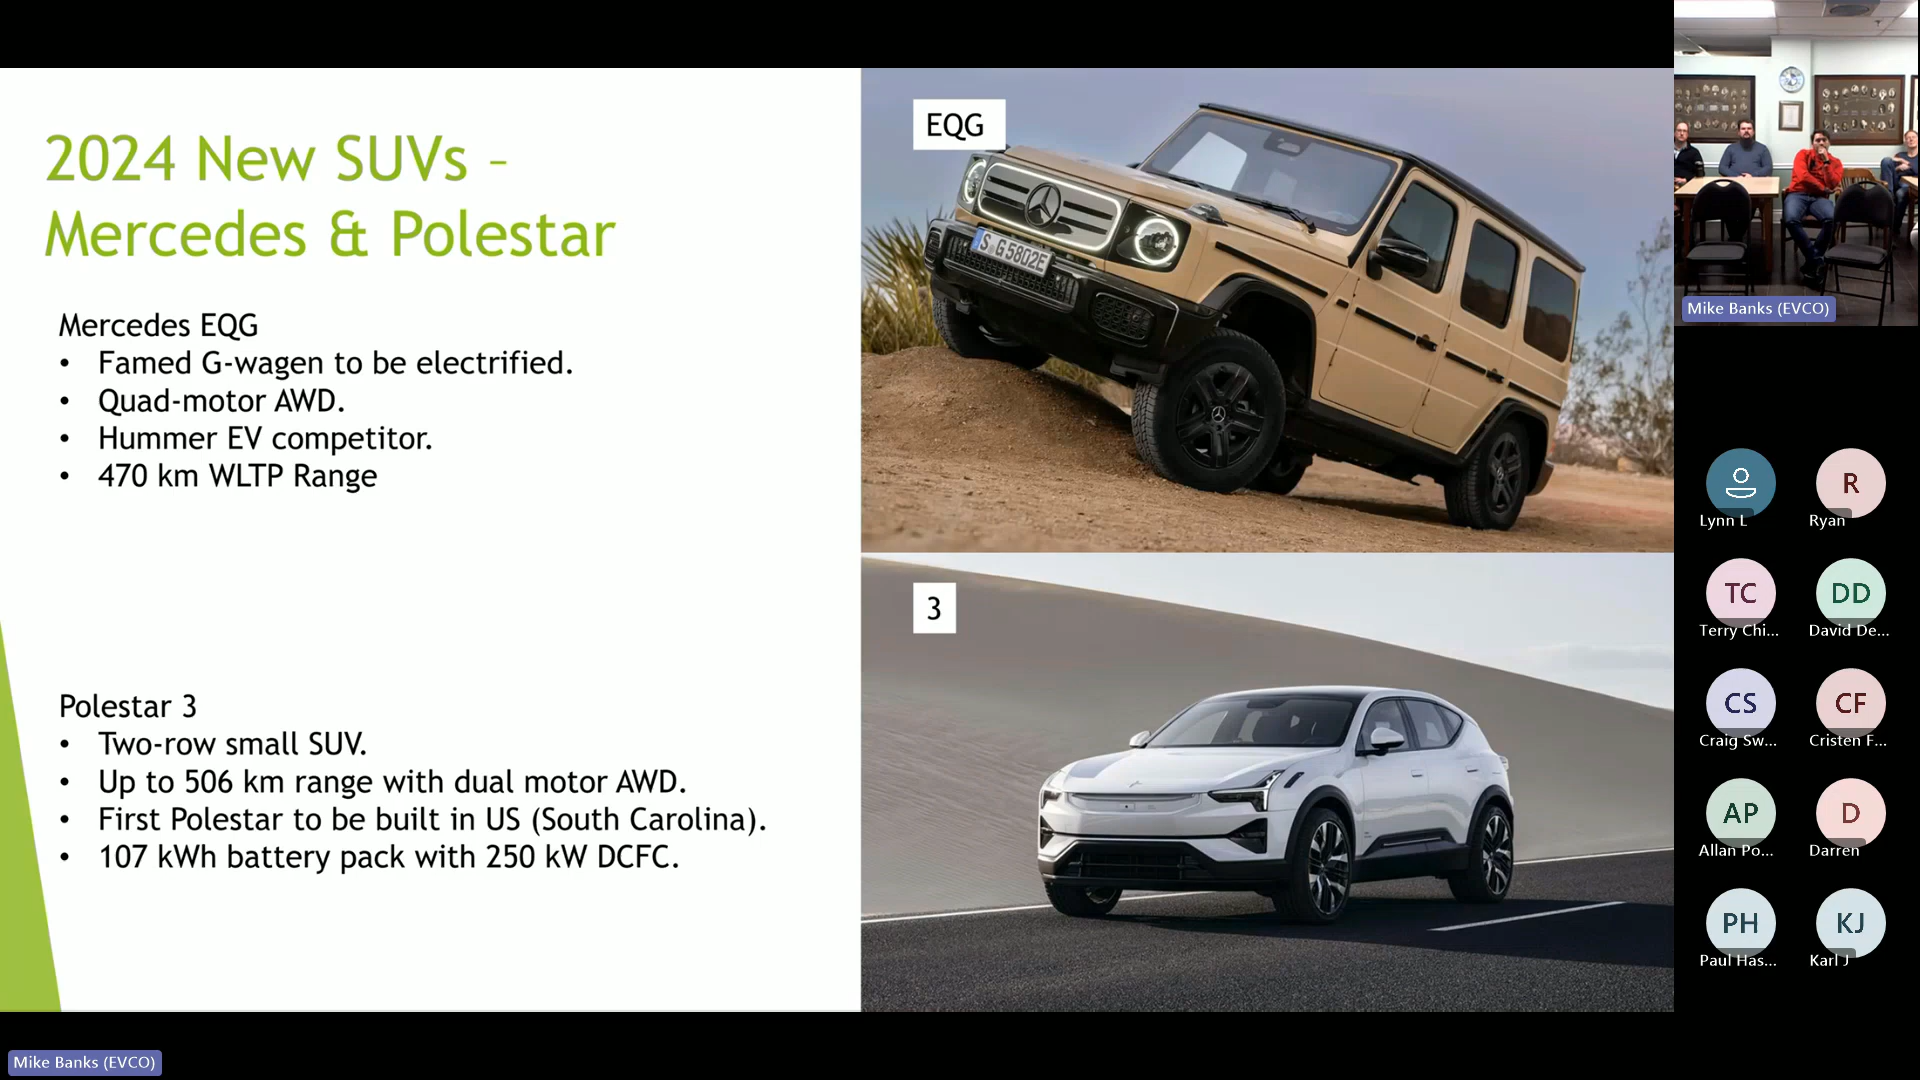 2024 New SUVs –
Mercedes & Polestar
Mercedes EQG
• Famed G-wagen to be electrified.
• Quad-motor AWD.
• Hummer EV competitor.
• 470 km WLTP Range
Polestar 3
• Two-row small SUV.
• Up to 506 km range with dual motor AWD.
• First Polestar to be built in US (South Carolina).
• 107 kWh battery pack with 250 kW DCFC.
EQG
S G 5802E
3
Mike Banks (EVCO)
Lynn L
R
Ryan
TC
Terry Chi...
DD
David De...
CS
Craig Sw...
CF
Cristen F...
AP
Allan Po...
D
Darren
PH
Paul Has...
KJ
Karl J
Mike Banks (EVCO)